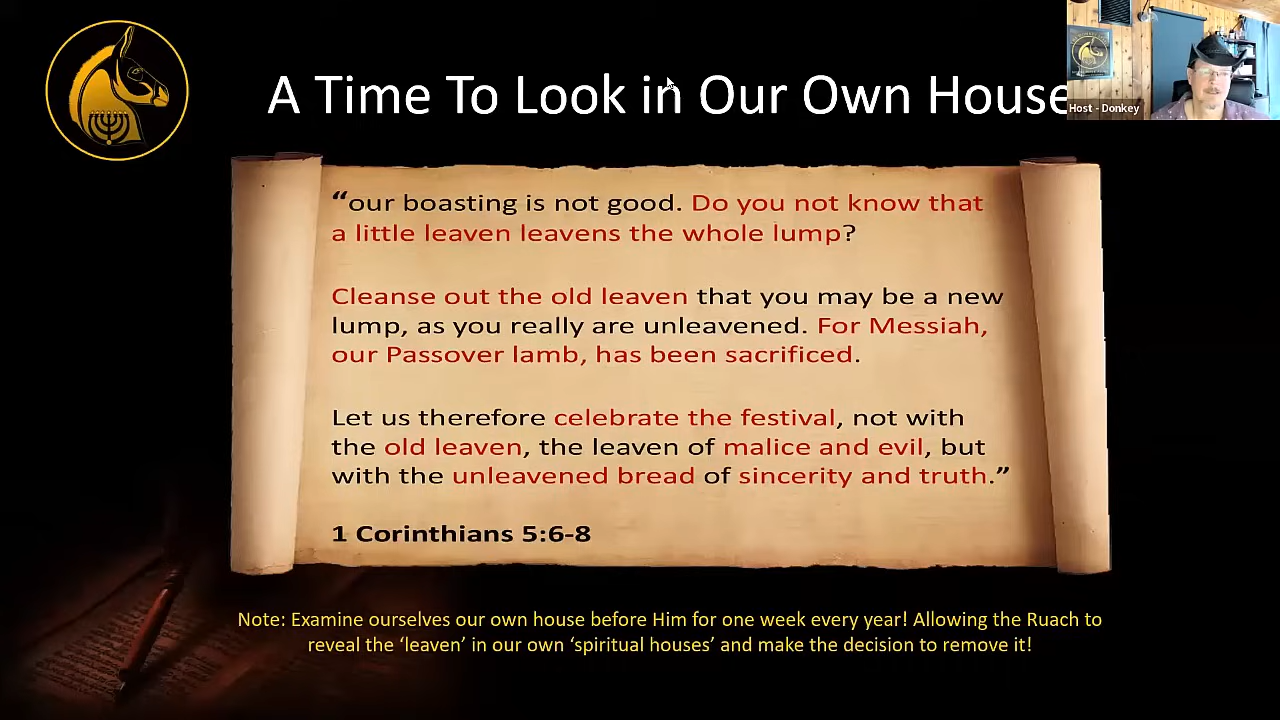 A Time To Look in Our Own House
Host - Donkey
“our boasting is not good. Do you not know that
a little leaven leavens the whole lump?
Cleanse out the old leaven that you may be a new
lump, as you really are unleavened. For Messiah,
our Passover lamb, has been sacrificed.
Let us therefore celebrate the festival, not with
the old leaven, the leaven of malice and evil, but
with the unleavened bread of sincerity and truth.”
1 Corinthians 5:6-8
Note: Examine ourselves our own house before Him for one week every year! Allowing the Ruach to
reveal the ‘leaven’ in our own ‘spiritual houses’ and make the decision to remove it!